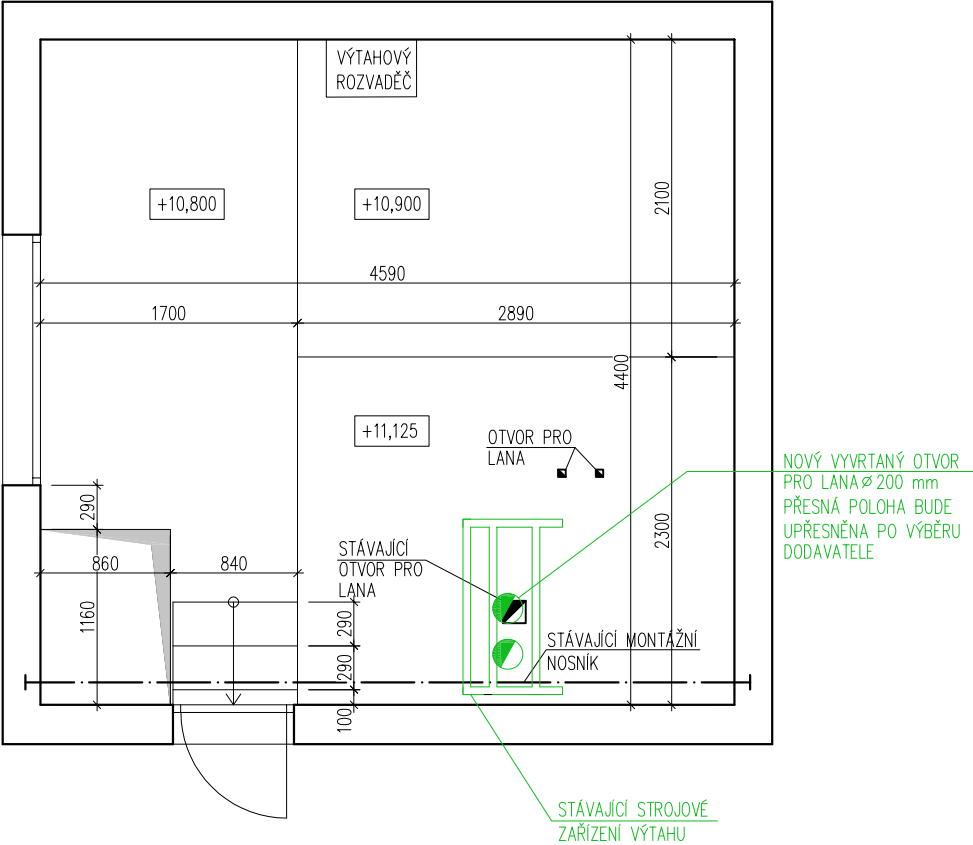 VÝTAHOVÝ
ROZVADĚČ
+10,800
+10,900
2100
4590
1700
2890
4400
+11,125
OTVOR PRO
LANA
NOVÝ VYVRTANÝ OTVOR
PRO LANA⌀200 mm
PŘESNÁ POLOHA BUDE
UPŘESNĚNA PO VÝBĚRU
DODAVATELE
290
2300
860
840
STÁVAJÍCÍ
OTVOR PRO
LANA
1160
290
290
100
STÁVAJÍCÍ MONTÁŽNÍ
NOSNÍK
STÁVAJÍCÍ STROJOVÉ
ZAŘÍZENÍ VÝTAHU